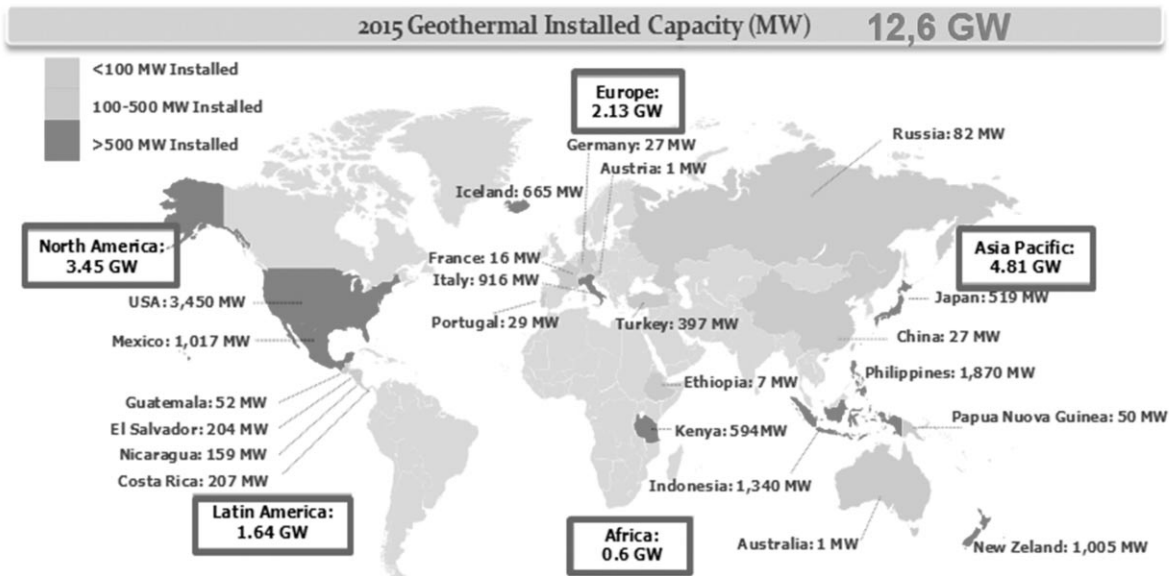 2015 Geothermal Installed Capacity (MW) 12,6 GW
<100 MW Installed
100-500 MW Installed
>500 MW Installed
Europe:
2.13 GW
Germany: 27 MW
Austria: 1 MW
Russia: 82 MW
Iceland: 665 MW
North America:
3.45 GW
Asia Pacific:
4.81 GW
France: 16 MW
Italy: 916 MW
Portugal: 29 MW
Turkey: 397 MW
USA: 3,450 MW
Mexico: 1,017 MW
Japan: 519 MW
China: 27 MW
Philippines: 1,870 MW
Ethiopia: 7 MW
Guatemala: 52 MW
El Salvador: 204 MW
Nicaragua: 159 MW
Costa Rica: 207 MW
Kenya: 594MW
Papua Nuova Guinea: 50 MW
Indonesia: 1,340 MW
Latin America:
1.64 GW
Africa:
0.6 GW
Australia: 1 MW
New Zeland: 1,005 MW